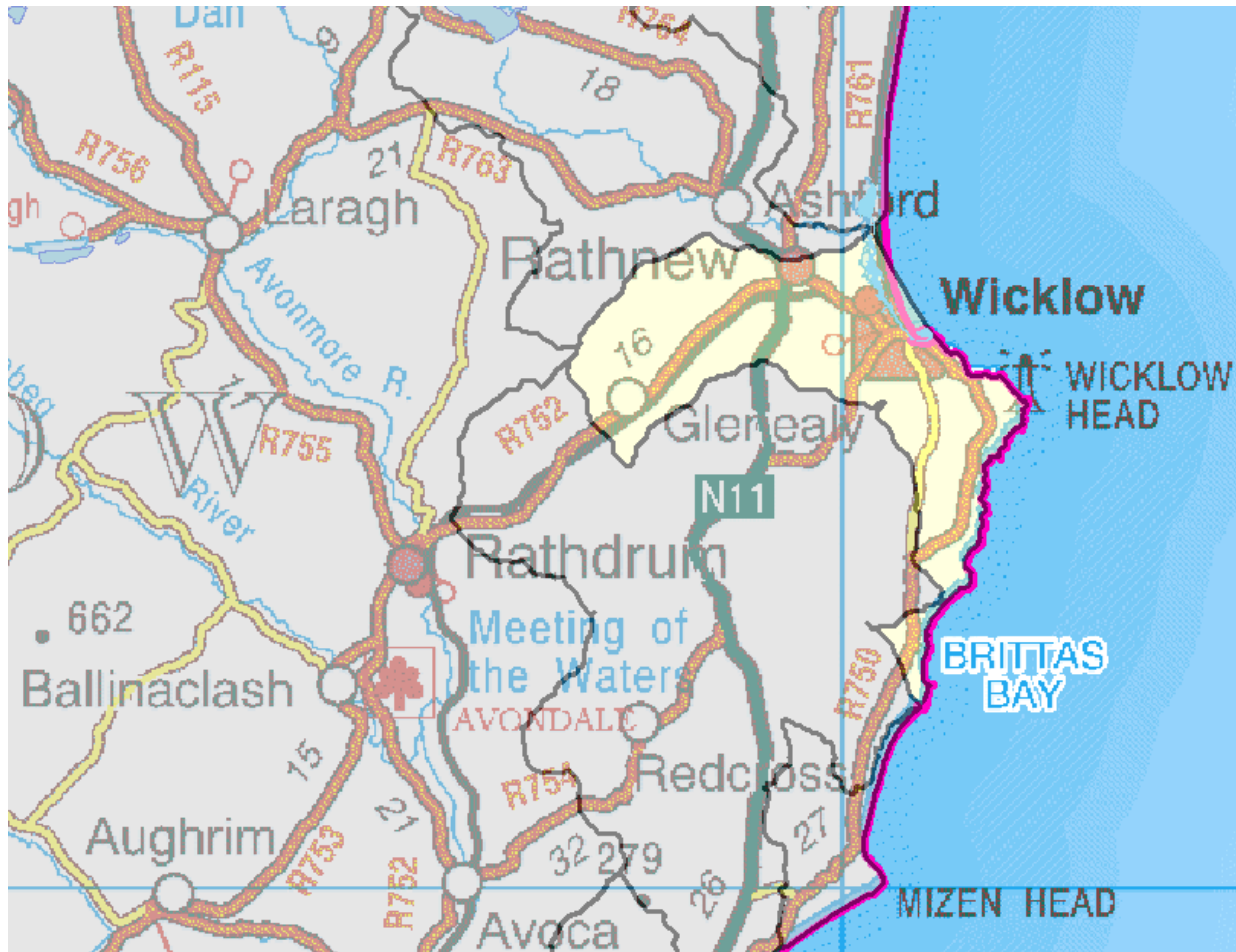 Dan
R764
9
18
R115
R761
R756
21
R763
gh
Laragh
Ashford
Rathnew
Avonmore R.
Wicklow
16
WICKLOW
HEAD
R752
Glenealy
W
R755
River
N11
Rathdrum
662
Meeting of
the Waters
BRITTAS
BAY
Ballinaclash
R750
AVONDALE
15
Redcross
R754
21
27
Aughrim
R753
32
279
R752
26
MIZEN HEAD
Avoca